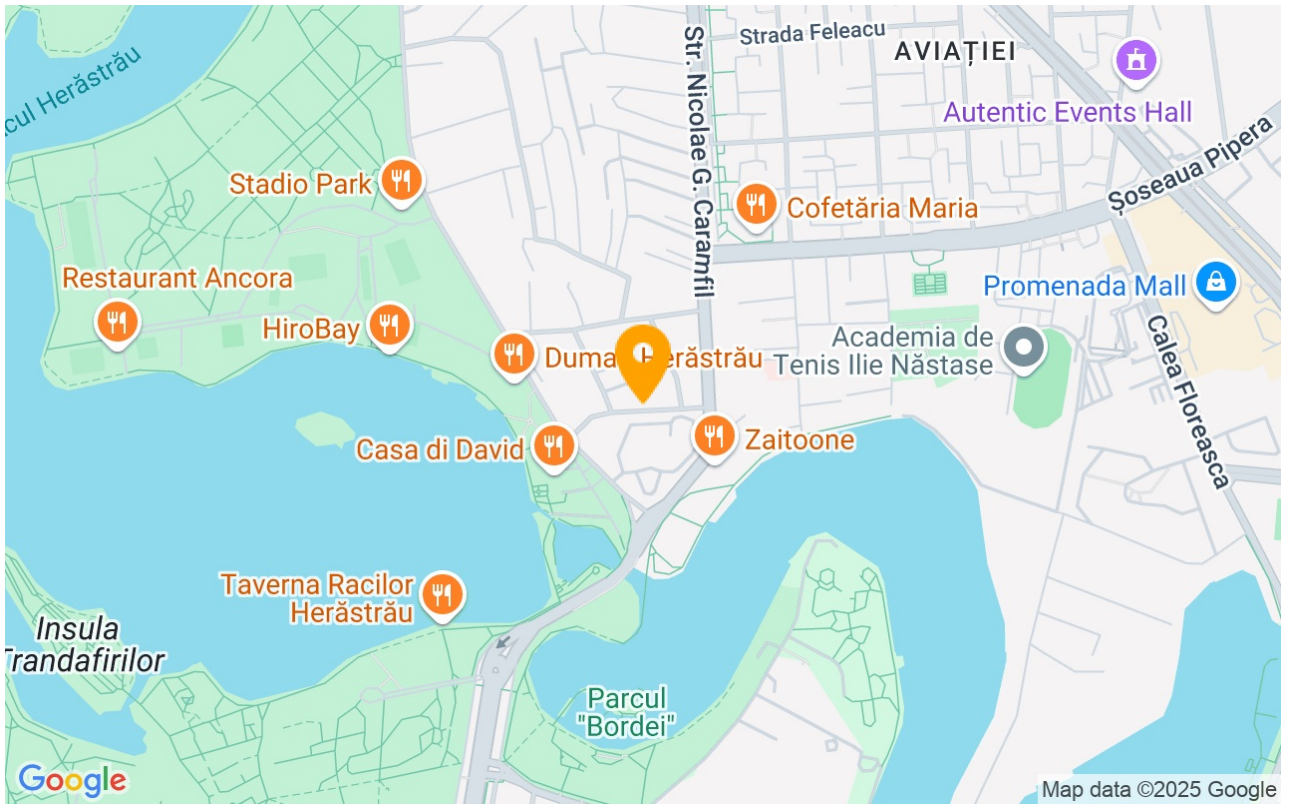 Strada Feleacu
AVIAȚIEI
Str. Nicolae G. Caramfil
Herăstrău
Autentic Events Hall
Șoseaua Pipera
Stadio Park
Cofetăria Maria
Restaurant Ancora
Promenada Mall
HiroBay
Academia de
Tenis Ilie Năstase
Herăstrău
Calea Floreasca
Casa di David
Zaitoone
Taverna Racilor
Herăstrău
Insula
Trandafirilor
Parcul
"Bordei"
Google
Map data ©2025 Google